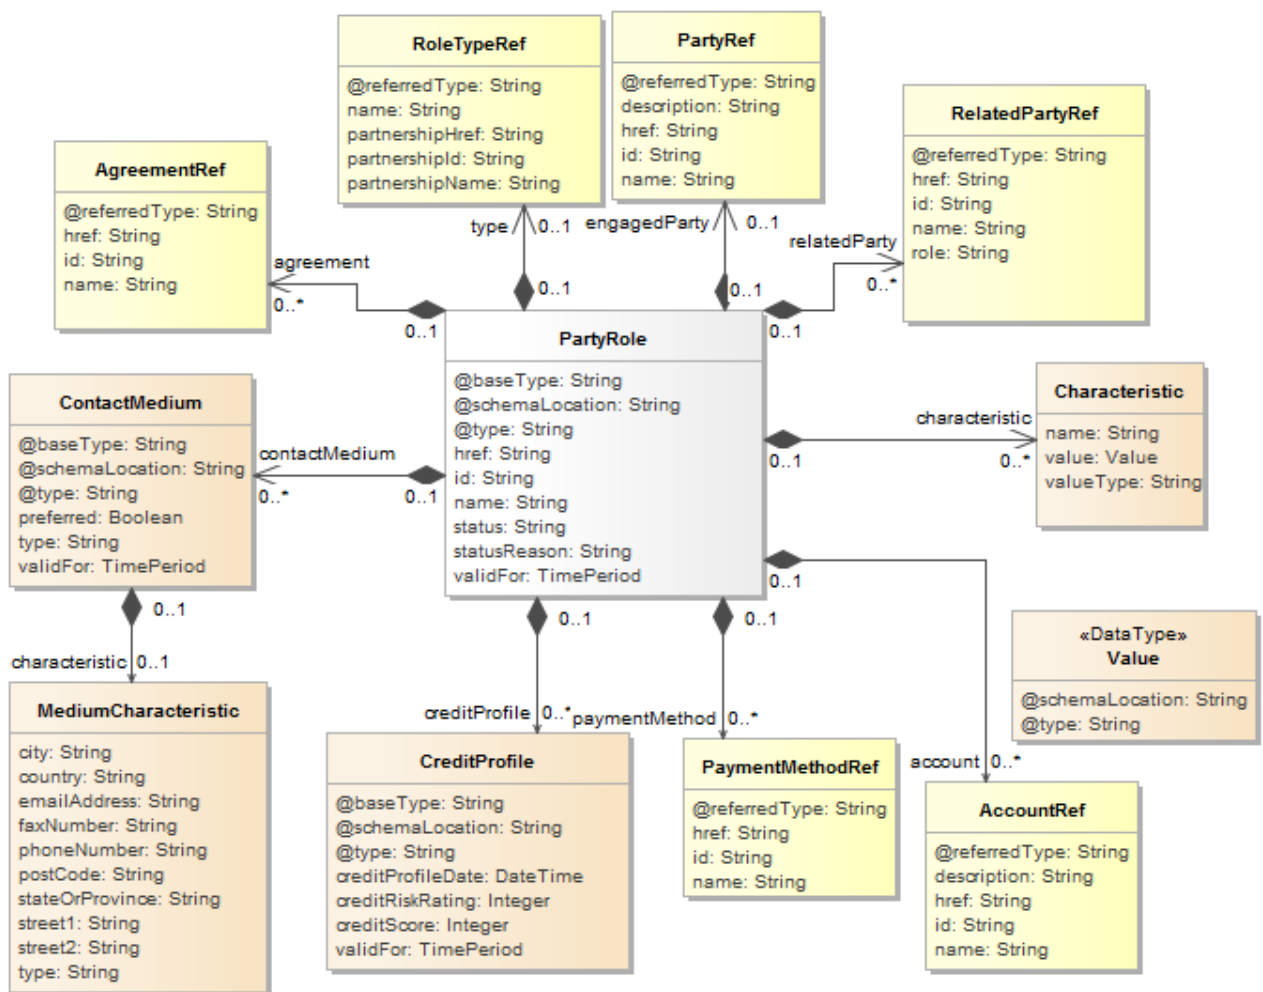 RoleTypeRef
@referredType: String
name: String
partnershipHref: String
partnershipId: String
partnershipName: String
PartyRef
@referredType: String
description: String
href: String
id: String
name: String
RelatedPartyRef
@referredType: String
href: String
id: String
name: String
role: String
AgreementRef
@referredType: String
href: String
id: String
name: String
type
0..1
engagedParty
0..1
relatedParty
0..*
agreement
0..*
0..1
0..1
0..1
0..1
PartyRole
@baseType: String
@schemaLocation: String
@type: String
href: String
id: String
name: String
status: String
statusReason: String
validFor: TimePeriod
ContactMedium
@baseType: String
@schemaLocation: String
@type: String
preferred: Boolean
type: String
validFor: TimePeriod
contactMedium
0..*
0..1
Characteristic
name: String
value: Value
valueType: String
characteristic
0..1
0..*
0..1
0..1
0..1
0..1
characteristic
0..1
MediumCharacteristic
city: String
country: String
emailAddress: String
faxNumber: String
phoneNumber: String
postCode: String
stateOrProvince: String
street1: String
street2: String
type: String
creditProfile
0..*
CreditProfile
@baseType: String
@schemaLocation: String
@type: String
creditProfileDate: DateTime
creditRiskRating: Integer
creditScore: Integer
validFor: TimePeriod
paymentMethod
0..*
PaymentMethodRef
@referredType: String
href: String
id: String
name: String
«DataType»
Value
@schemaLocation: String
@type: String
account
0..*
AccountRef
@referredType: String
description: String
href: String
id: String
name: String